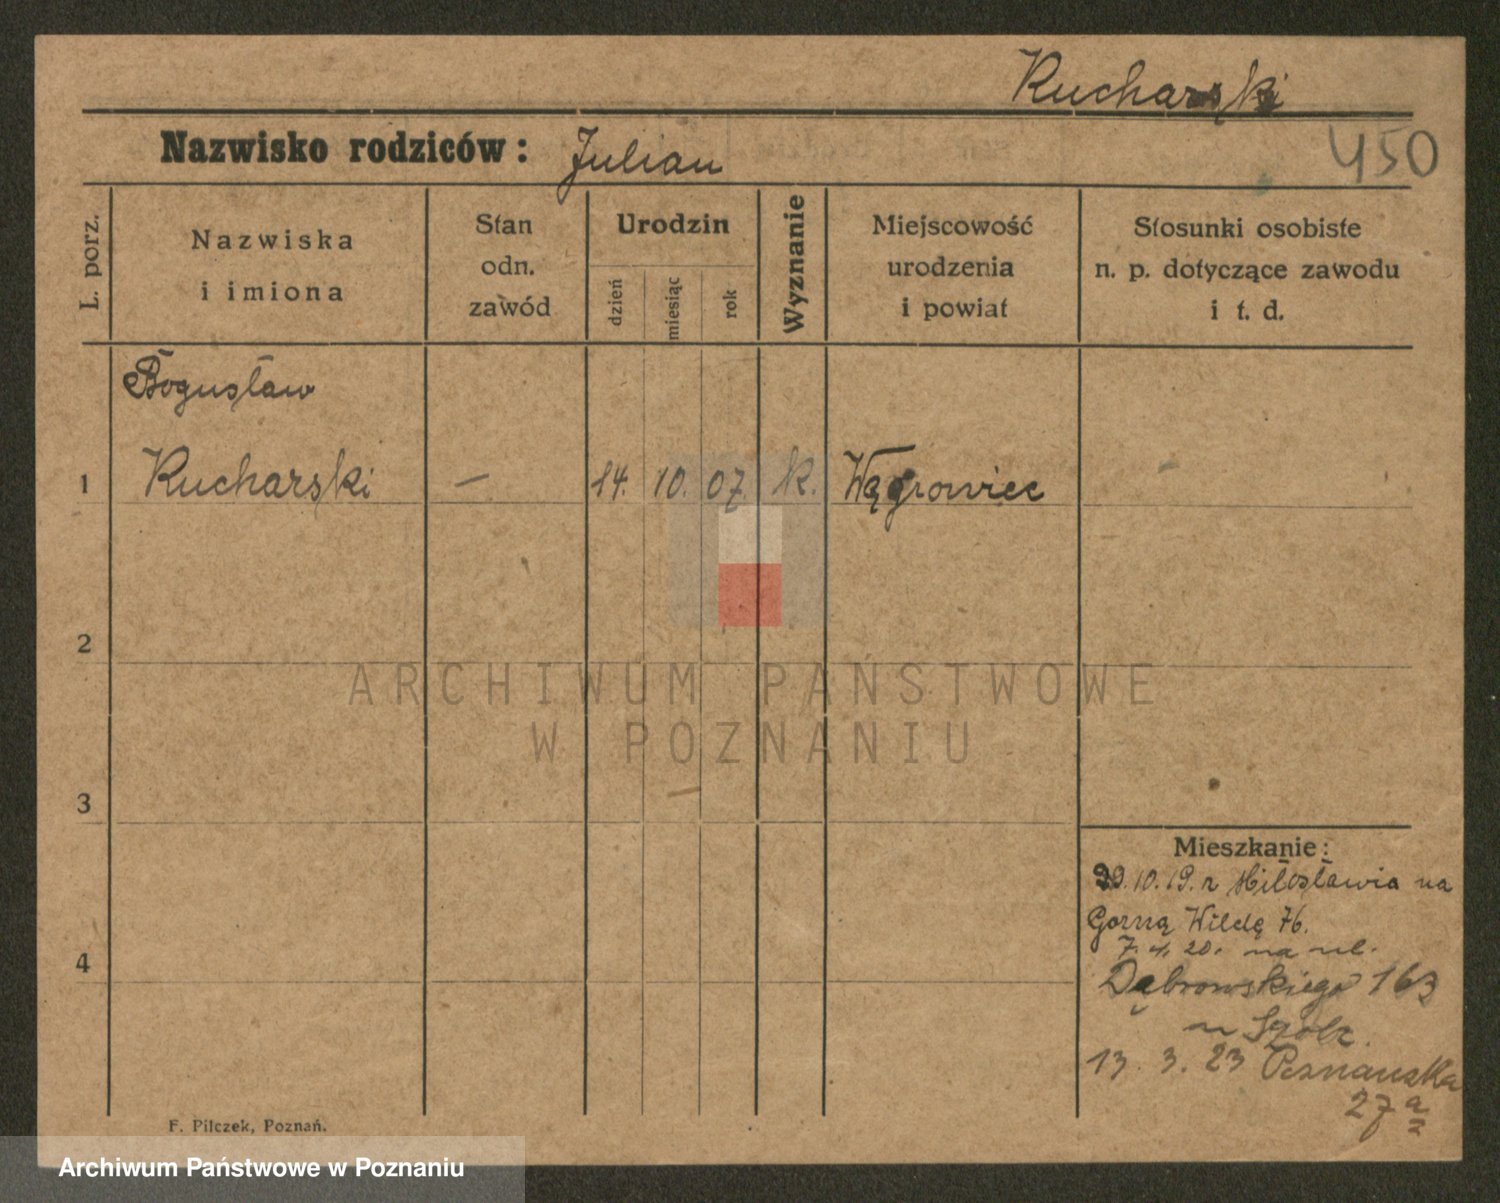 Kucharski
Nazwisko rodziców: Julian
450
L. porz.
Nazwiska
i imiona
Stan
odn.
zawód
Urodzin
dzień
miesiąc
rok
Wyznanie
Miejscowość
urodzenia
i powiat
Stosunki osobiste
n. p. dotyczące zawodu
i t. d.
Bogusław
1 Kucharski — 14. 10. 07. k. Wągrowiec
2
3
4
Mieszkanie:
29.10.19. z Miłosławia na
Gorną Wildę 76.
7. 4. 20. na ul.
Dąbrowskiego 163
13. 3. 23 Poznańska
27 a
F. Pilczek, Poznań.
ARCHIWUM PAŃSTWOWE
W POZNANIU
Archiwum Państwowe w Poznaniu